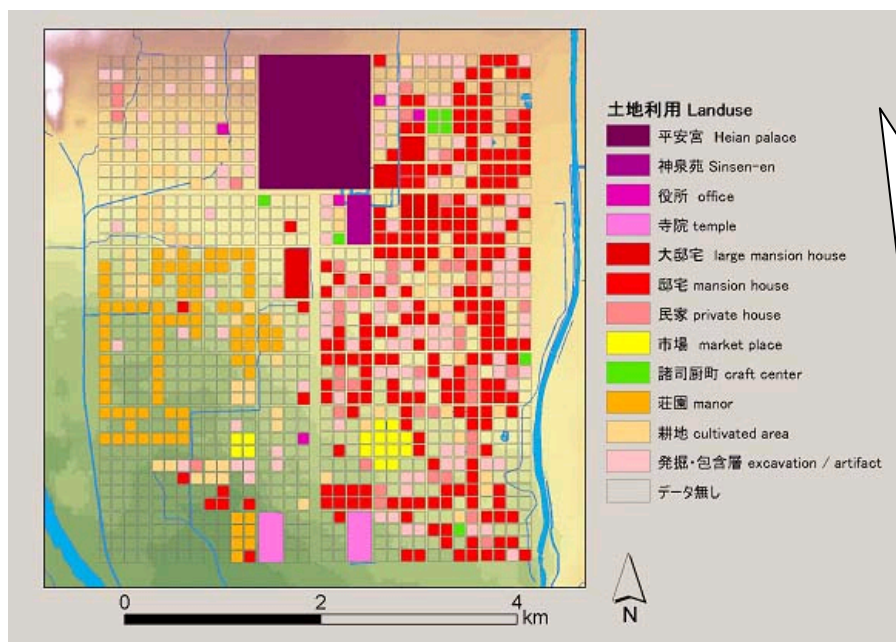 土地利用 Landuse
平安宮 Heian palace
神泉苑 Sinsen-en
役所 office
寺院 temple
大邸宅 large mansion house
邸宅 mansion house
民家 private house
市場 market place
諸司厨町 craft center
荘園 manor
耕地 cultivated area
発掘・包含層 excavation / artifact
データ無し
0 2 4
km
N